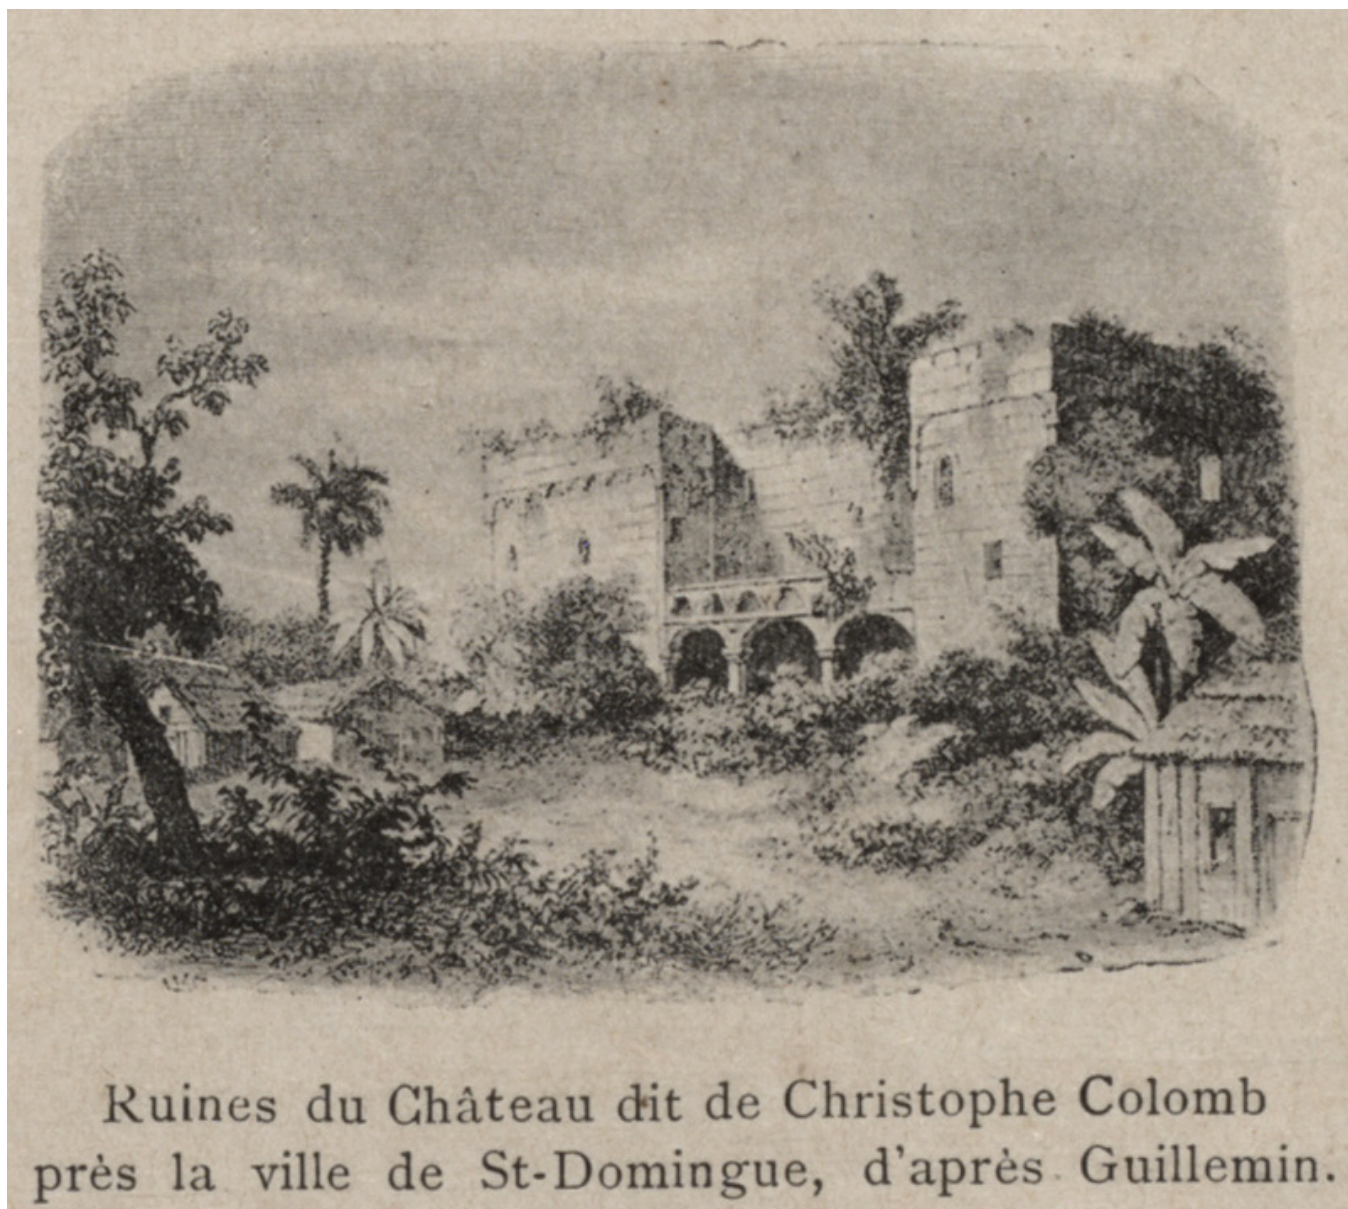 Ruines du Château dit de Christophe Colomb
près la ville de St-Domingue, d'après Guillemin.